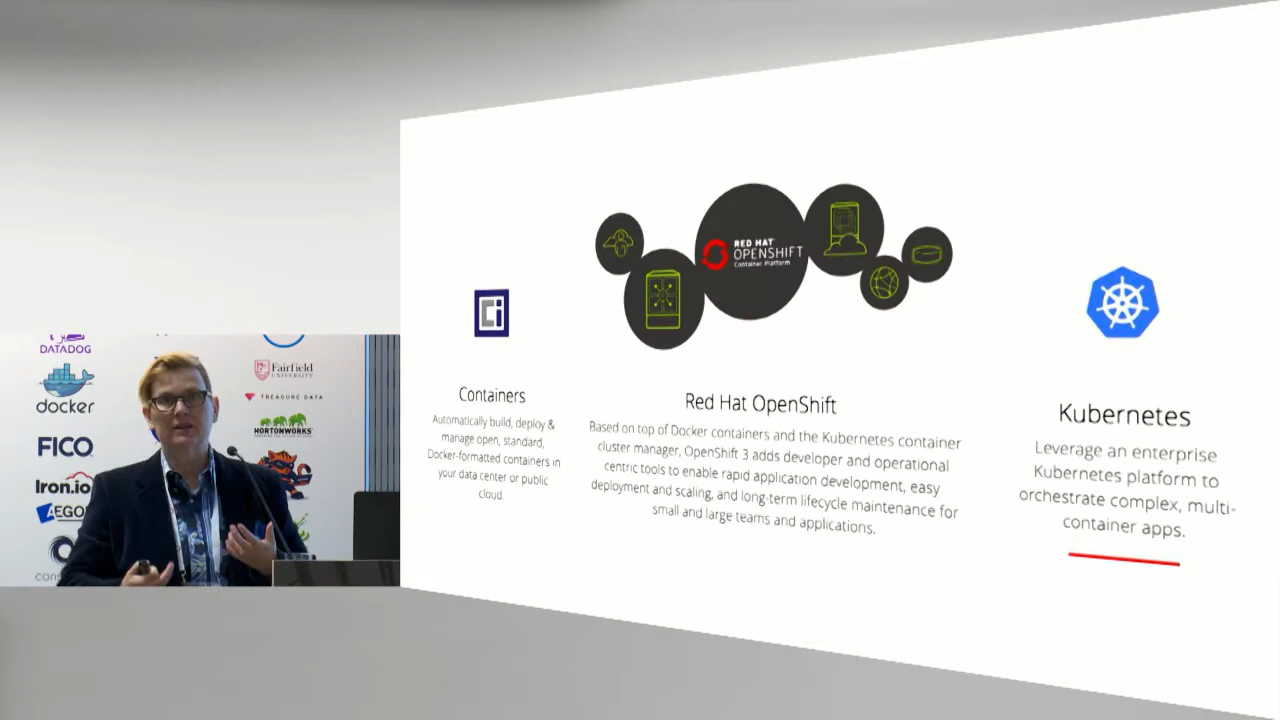 DATADOG
docker
FICO
Iron.io
AEGO
cons
Fairfield
UNIVERSITY
TREASURE DATA
HORTONWORKS
Ci
Containers
Automatically build, deploy &
manage open, standard,
Docker-formatted containers in
your data center or public
cloud.
RED HAT
OPENSHIFT
Container Platform
Red Hat OpenShift
Based on top of Docker containers and the Kubernetes container
cluster manager, OpenShift 3 adds developer and operational
centric tools to enable rapid application development, easy
deployment and scaling, and long-term lifecycle maintenance for
small and large teams and applications.
Kubernetes
Leverage an enterprise
Kubernetes platform to
orchestrate complex, multi-
container apps.